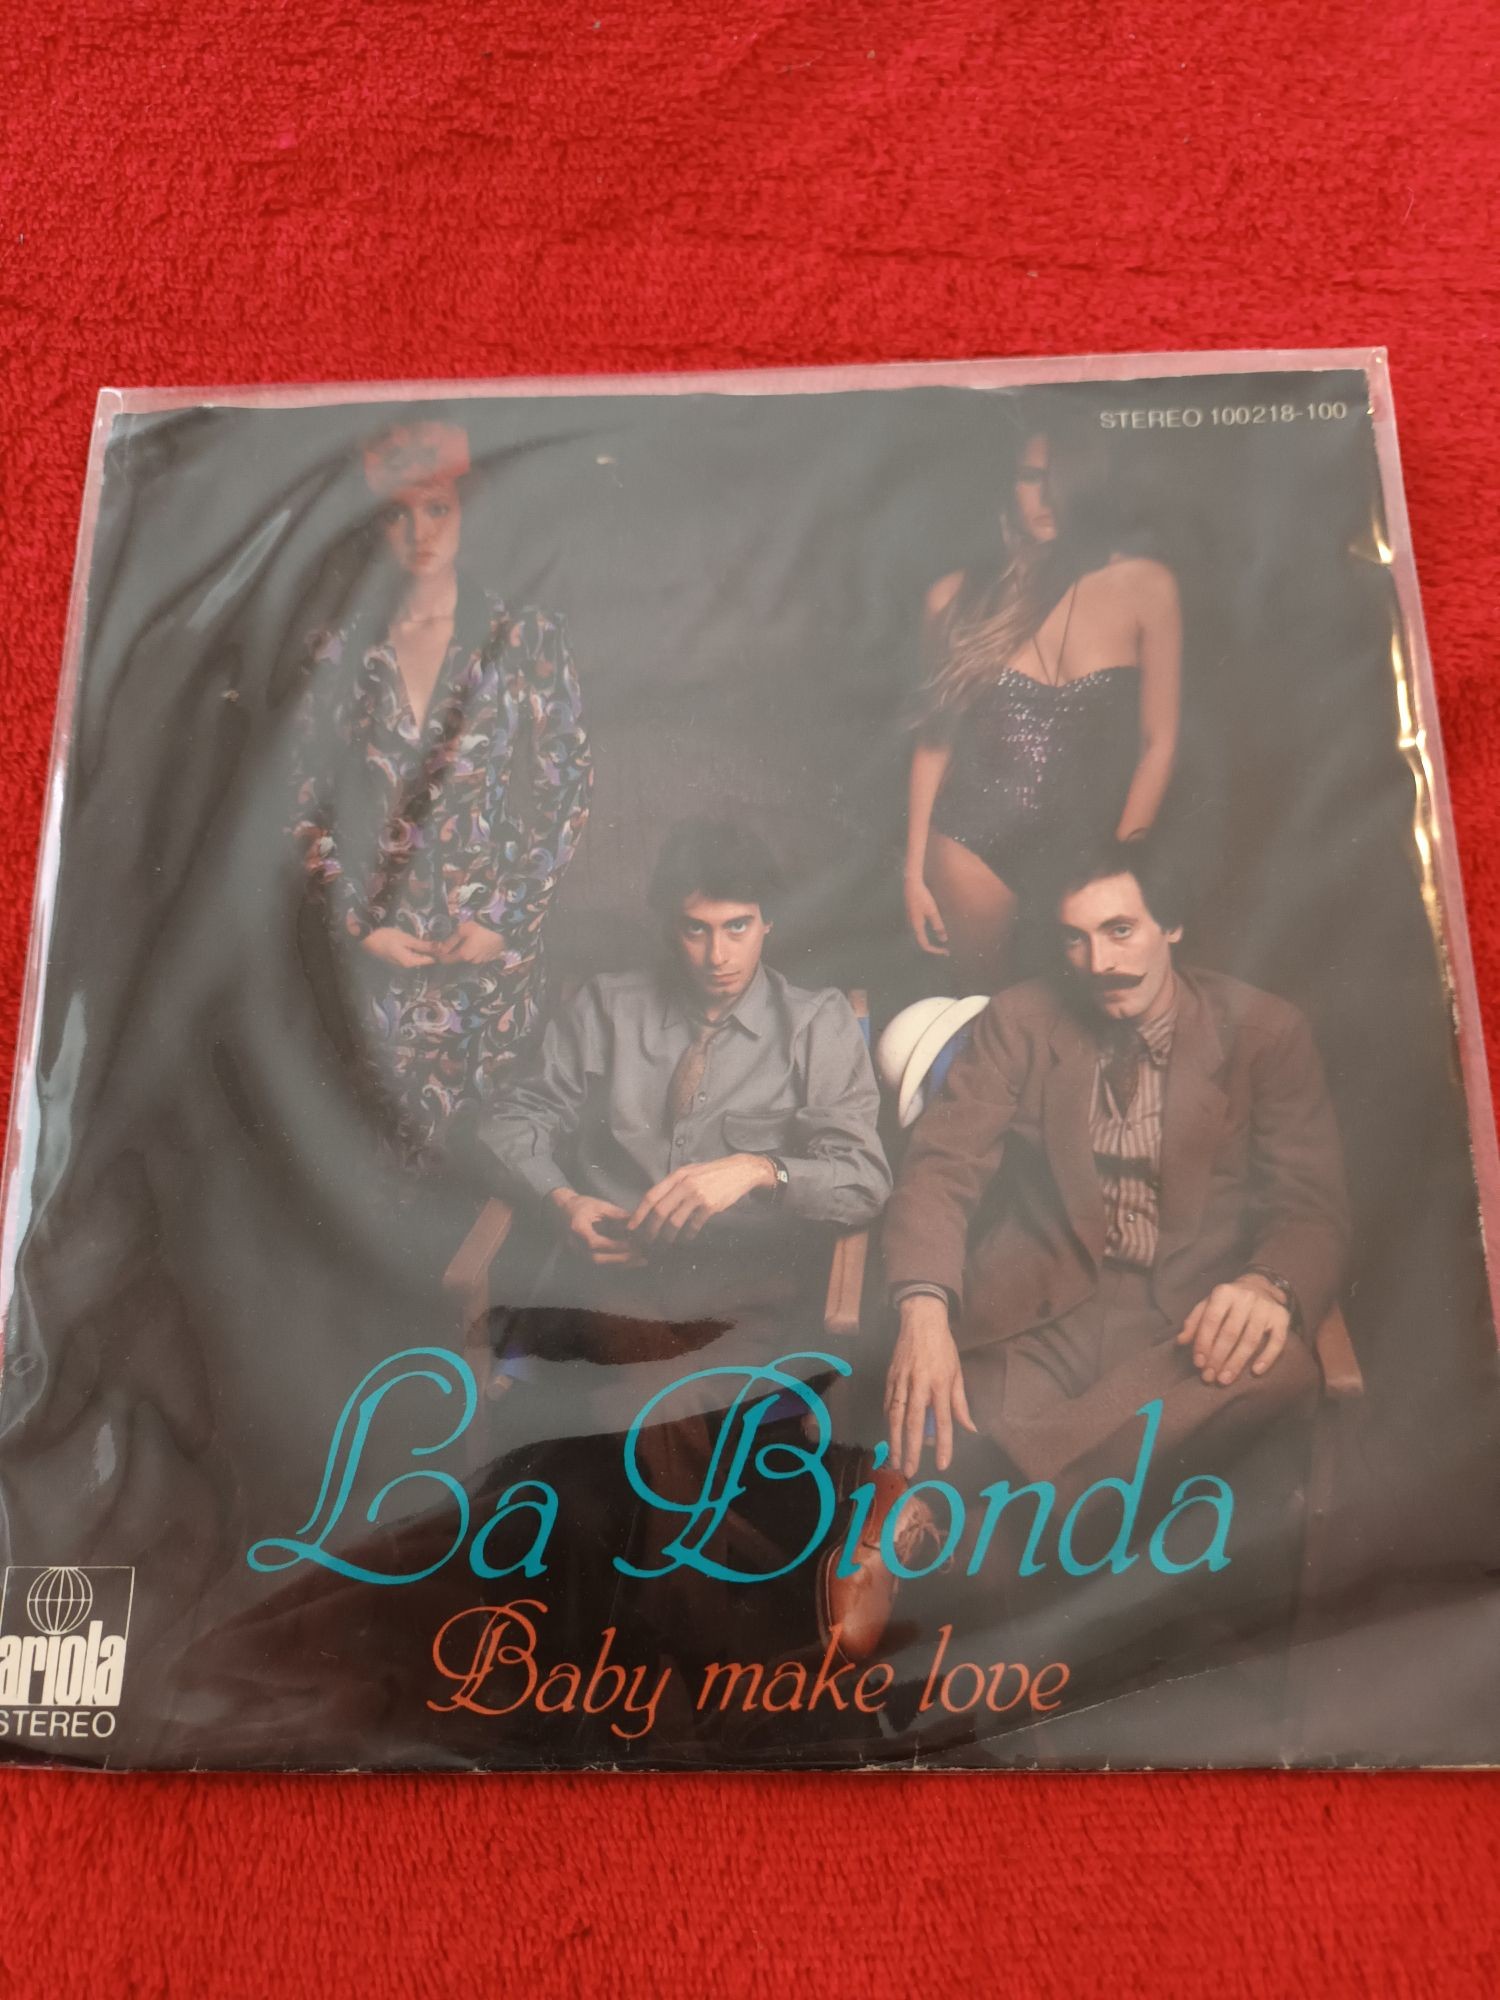 STEREO 100218-100
La Bionda
Baby make love
ariola
STEREO